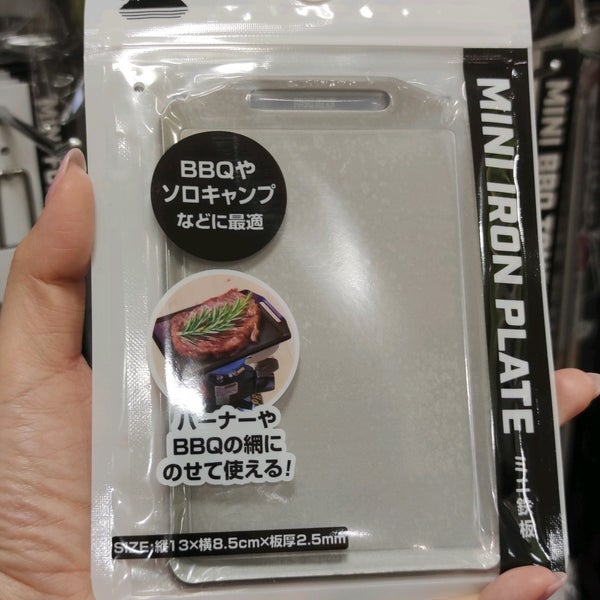 BBQや
ソロキャンプ
などに最適
バーナーや
BBQの網に
のせて使える!
SIZE:縦13×横8.5cm×板厚2.5mm
MINI IRON PLATE ミニ鉄板
MINI BBQ